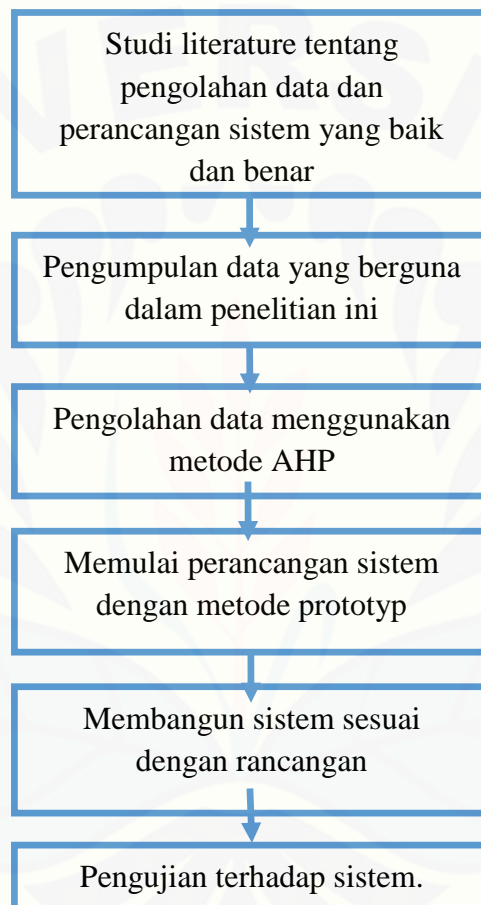 Studi literature tentang
pengolahan data dan
perancangan sistem yang baik
dan benar
Pengumpulan data yang berguna
dalam penelitian ini
Pengolahan data menggunakan
metode AHP
Memulai perancangan sistem
dengan metode prototyp
Membangun sistem sesuai
dengan rancangan
Pengujian terhadap sistem.